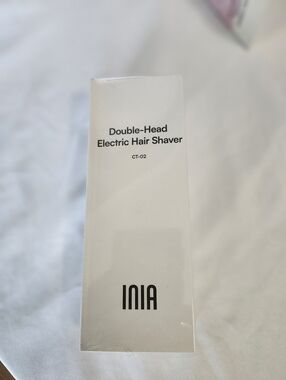 Double-Head
Electric Hair Shaver
CT-02
INIA